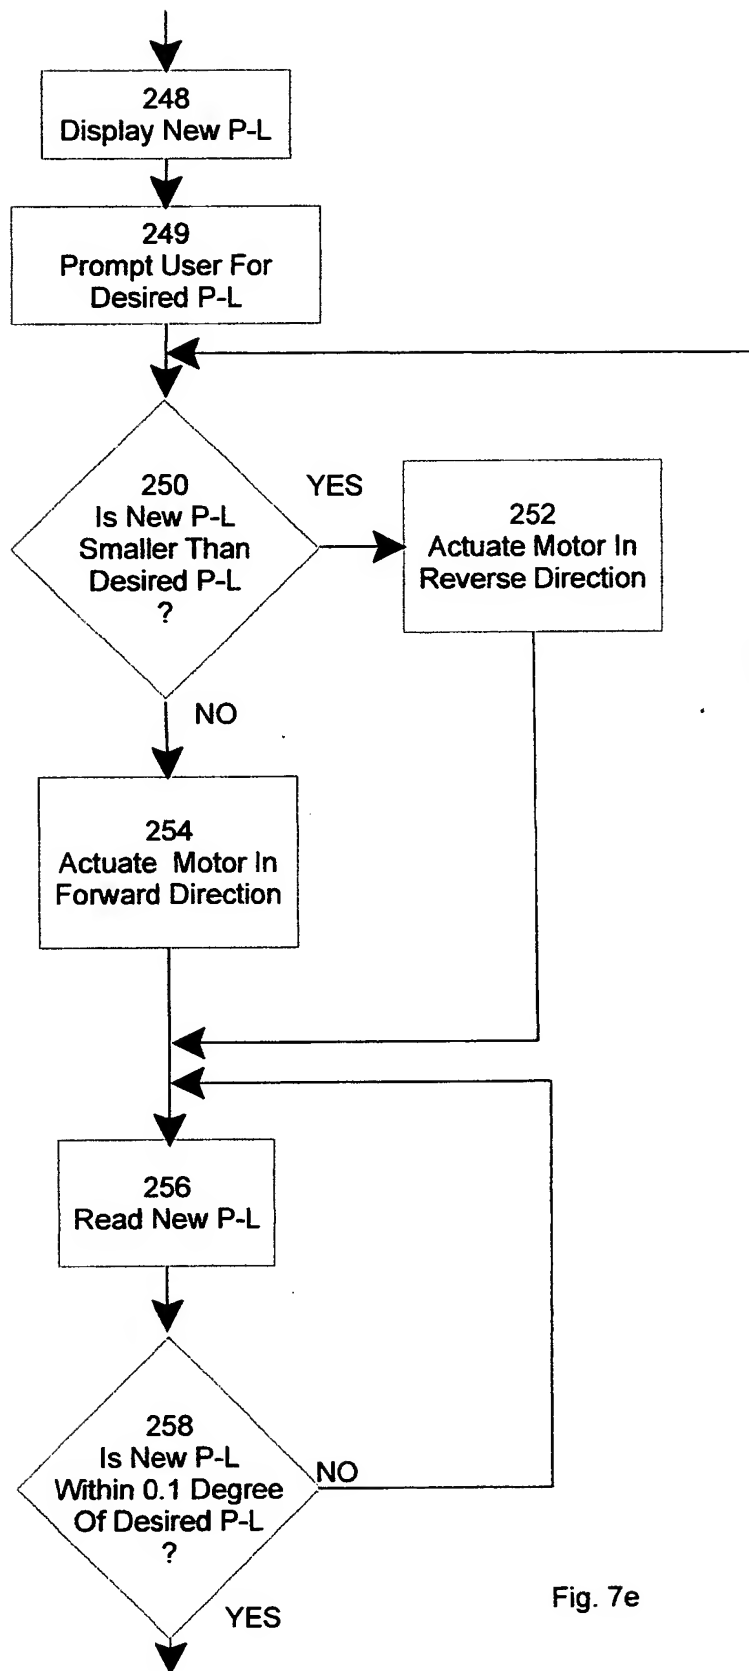 248
Display New P-L
249
Prompt User For
Desired P-L
250
Is New P-L
Smaller Than
Desired P-L
?
YES
252
Actuate Motor In
Reverse Direction
NO
254
Actuate Motor In
Forward Direction
256
Read New P-L
258
Is New P-L
Within 0.1 Degree
Of Desired P-L
?
NO
YES
Fig. 7e